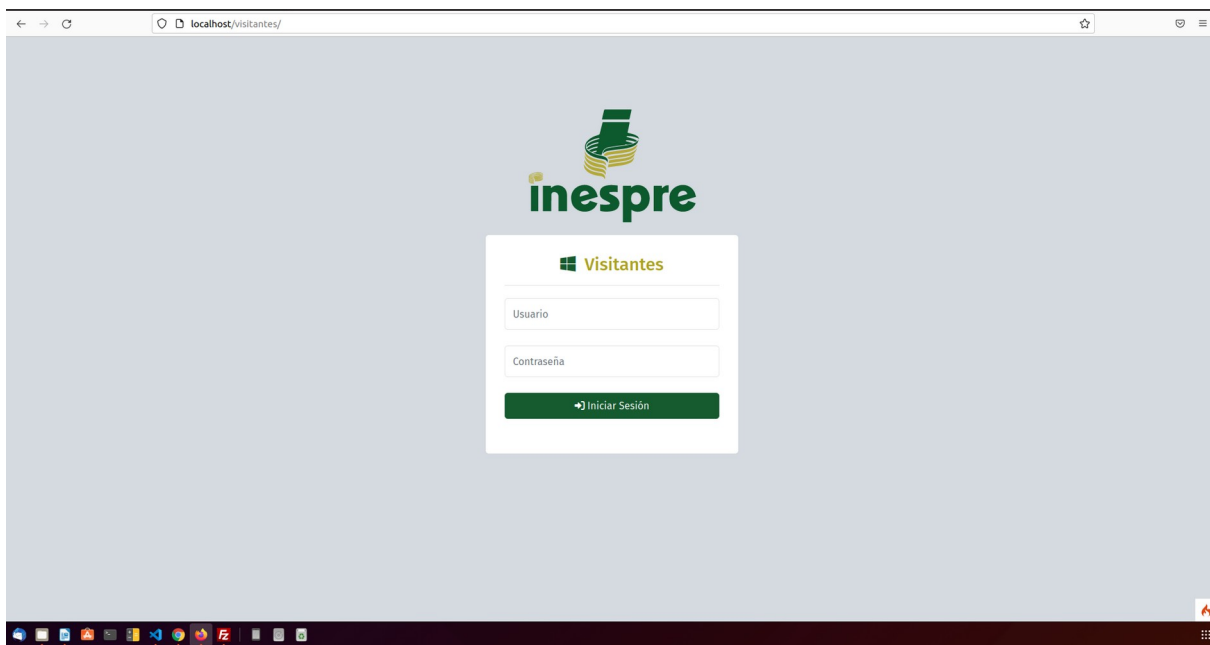 localhost/visitantes/
inespre
Visitantes
Usuario
Contraseña
Iniciar Sesión